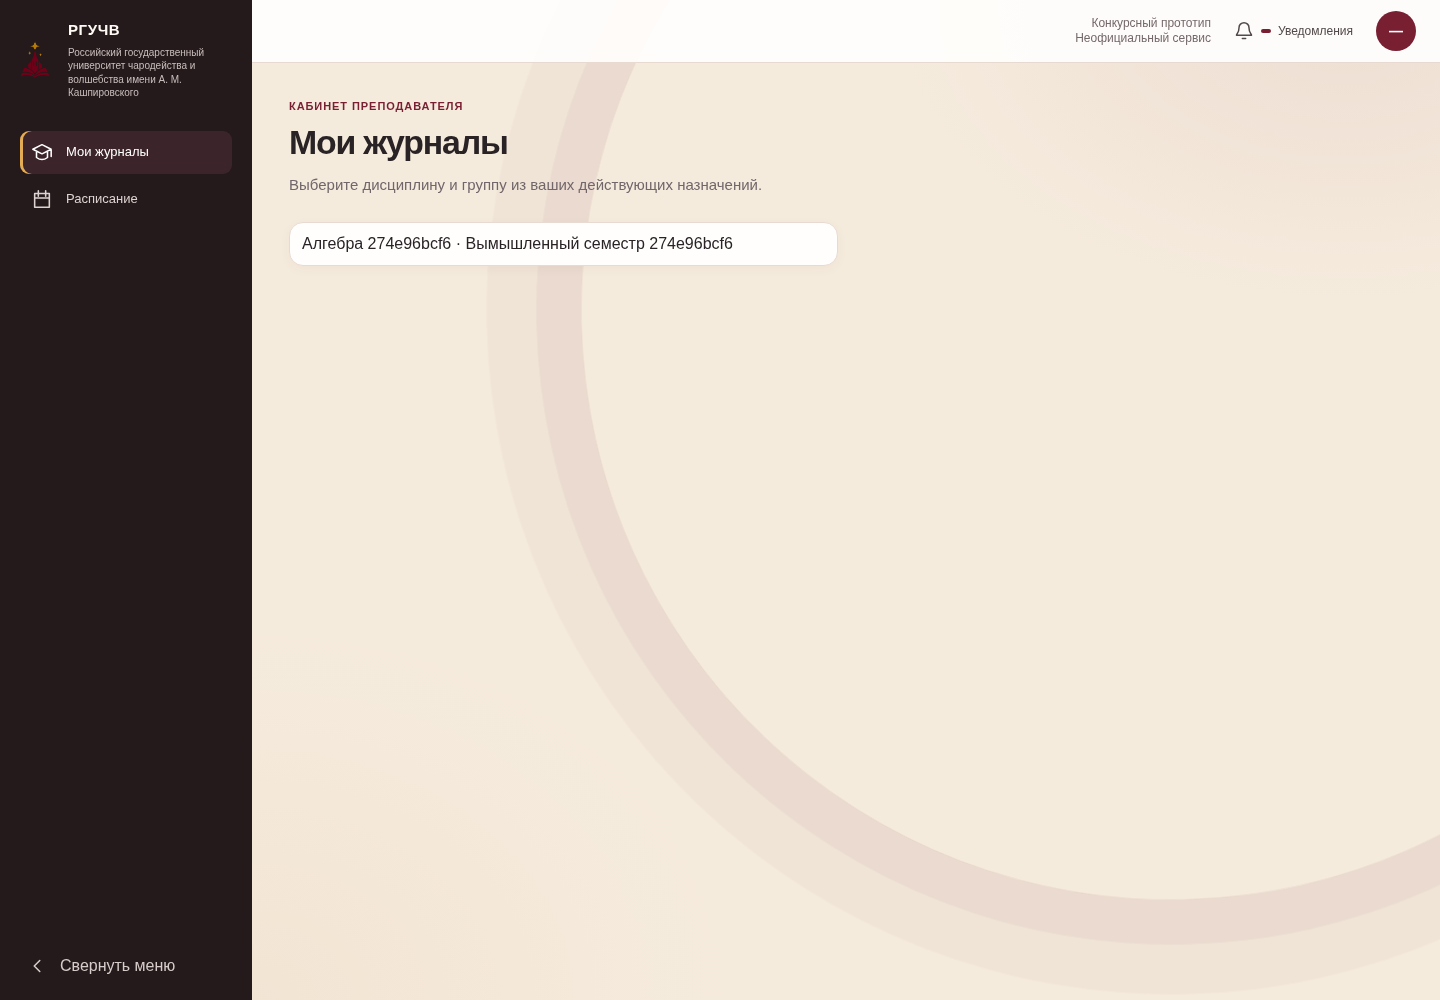 РГУЧВ
Российский государственный
университет чародейства и
волшебства имени А. М.
Кашпировского
Мои журналы
Расписание
Свернуть меню
Конкурсный прототип
Неофициальный сервис
Уведомления
КАБИНЕТ ПРЕПОДАВАТЕЛЯ
Мои журналы
Выберите дисциплину и группу из ваших действующих назначений.
Алгебра 274e96bcf6 · Вымышленный семестр 274e96bcf6